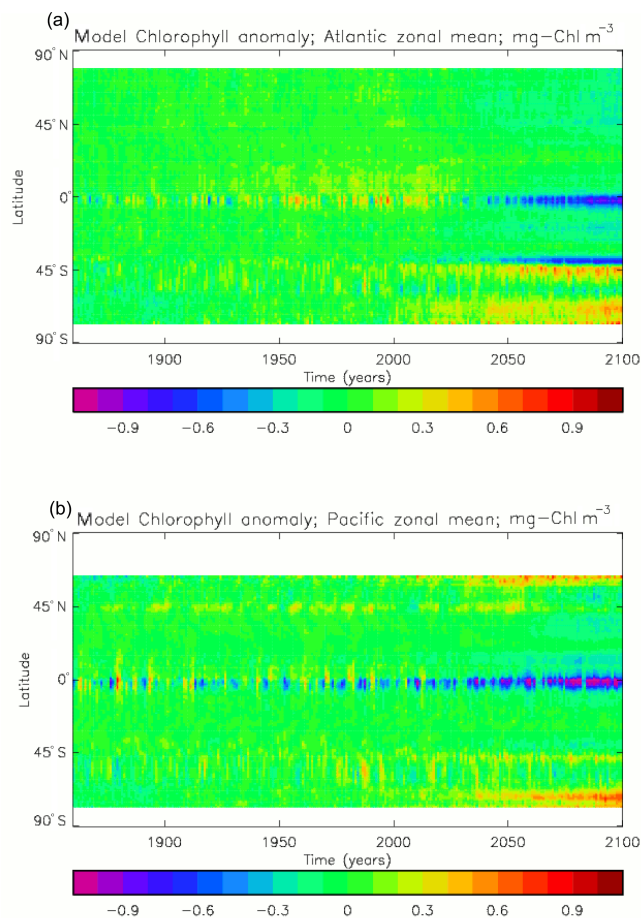 (a)
Model Chlorophyll anomaly; Atlantic zonal mean; mg-Chl m⁻³
90° N
45° N
0°
45° S
90° S
Latitude
1900 1950 2000 2050 2100
Time (years)
−0.9 −0.6 −0.3 0 0.3 0.6 0.9
(b)
Model Chlorophyll anomaly; Pacific zonal mean; mg-Chl m⁻³
90° N
45° N
0°
45° S
90° S
Latitude
1900 1950 2000 2050 2100
Time (years)
−0.9 −0.6 −0.3 0 0.3 0.6 0.9